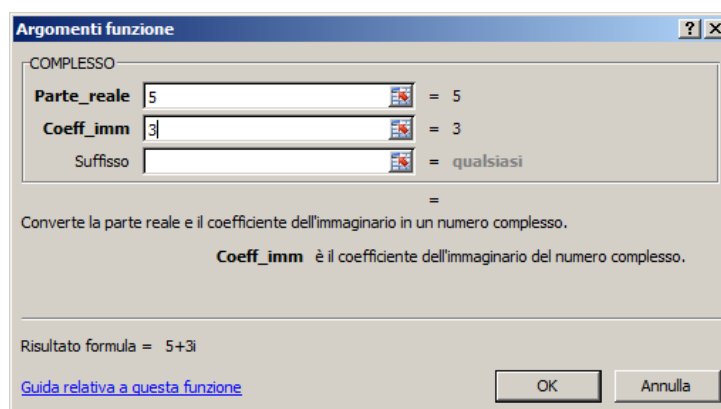 Argomenti funzione
COMPLESSO
Parte_reale 5 = 5
Coeff_imm 3 = 3
Suffisso = qualsiasi
=
Converte la parte reale e il coefficiente dell'immaginario in un numero complesso.
Coeff_imm è il coefficiente dell'immaginario del numero complesso.
Risultato formula = 5+3i
Guida relativa a questa funzione OK Annulla